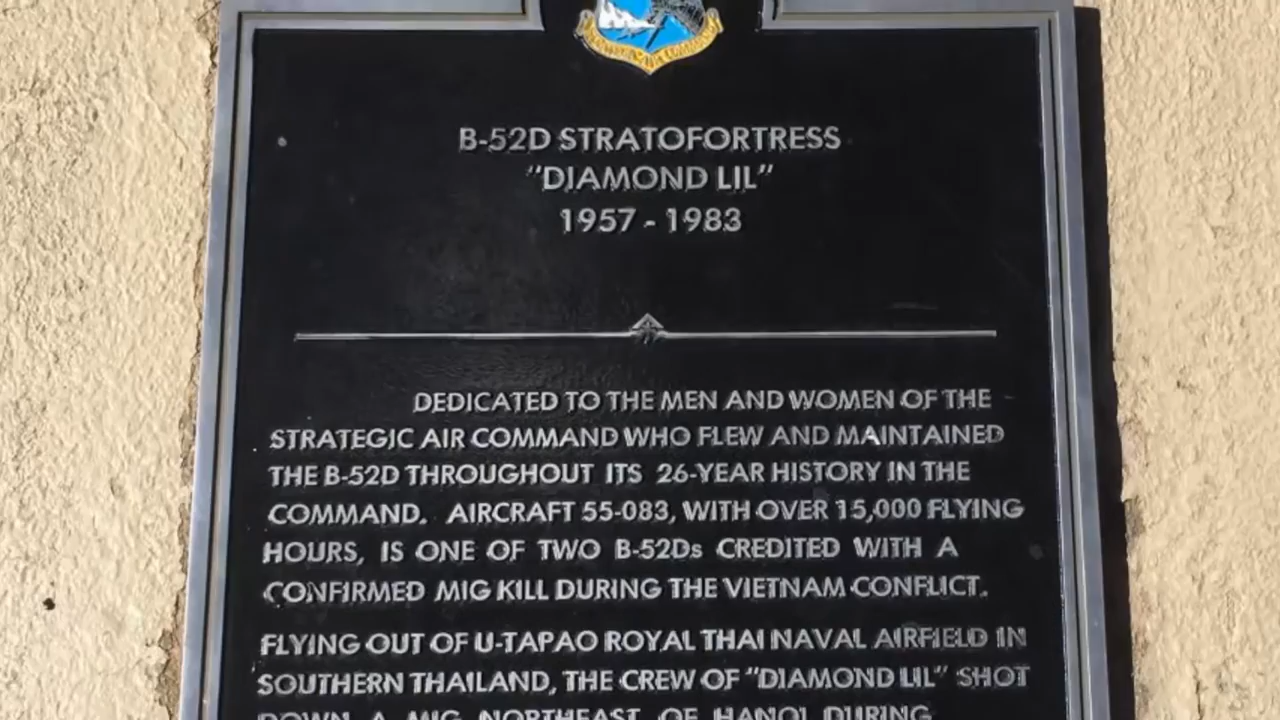 STRATEGIC AIR COMMAND
B-52D STRATOFORTRESS
"DIAMOND LIL"
1957 - 1983
DEDICATED TO THE MEN AND WOMEN OF THE
STRATEGIC AIR COMMAND WHO FLEW AND MAINTAINED
THE B-52D THROUGHOUT ITS 26-YEAR HISTORY IN THE
COMMAND. AIRCRAFT 55-083, WITH OVER 15,000 FLYING
HOURS, IS ONE OF TWO B-52Ds CREDITED WITH A
CONFIRMED MIG KILL DURING THE VIETNAM CONFLICT.
FLYING OUT OF U-TAPAO ROYAL THAI NAVAL AIRFIELD IN
SOUTHERN THAILAND, THE CREW OF "DIAMOND LIL" SHOT
DOWN A MIG NORTHEAST OF HANOI DURING